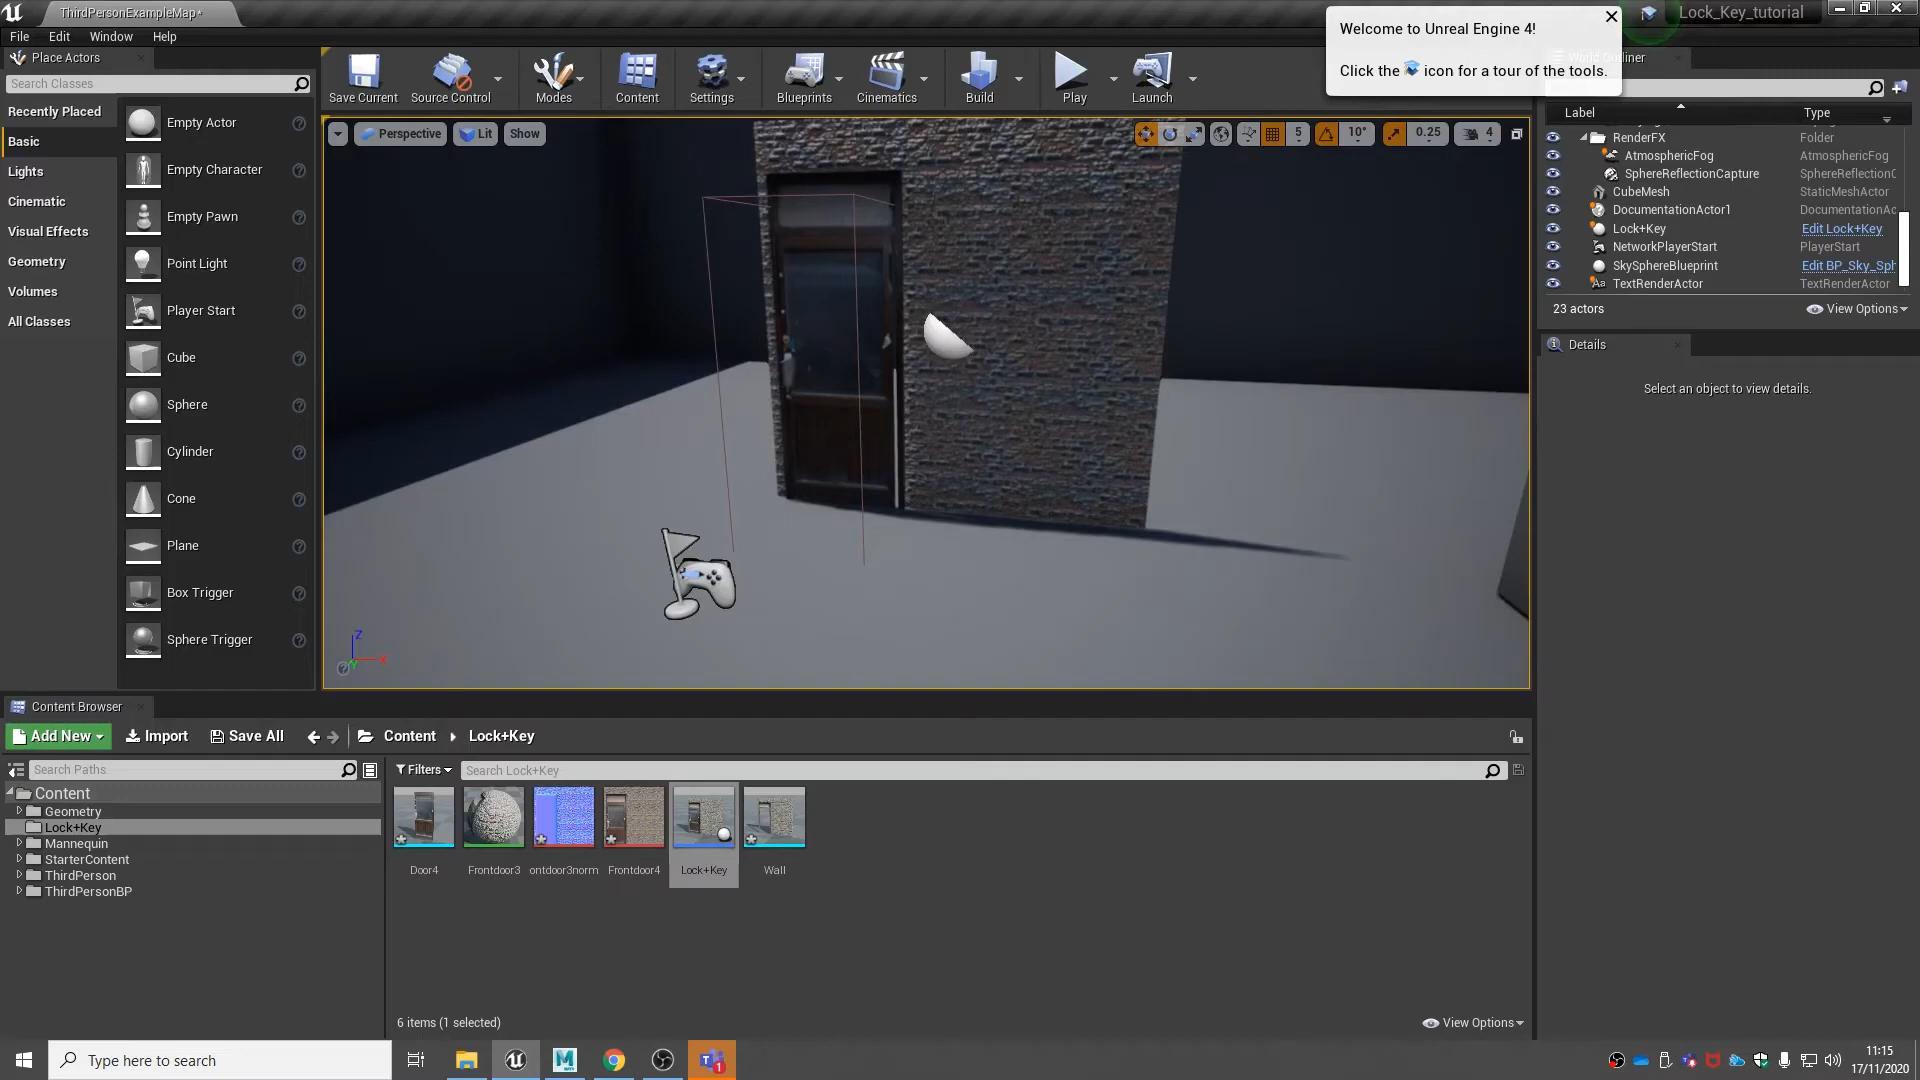 ThirdPersonExampleMap*
Lock_Key_tutorial
File Edit Window Help
Welcome to Unreal Engine 4!
Click the icon for a tour of the tools.
Place Actors
Search Classes
Recently Placed
Basic
Lights
Cinematic
Visual Effects
Geometry
Volumes
All Classes
Empty Actor
Empty Character
Empty Pawn
Point Light
Player Start
Cube
Sphere
Cylinder
Cone
Plane
Box Trigger
Sphere Trigger
Save Current Source Control Modes Content Settings Blueprints Cinematics Build Play Launch
Perspective Lit Show
5 10° 0.25 4
Z
X
Y
World Outliner
Label Type
RenderFX Folder
AtmosphericFog AtmosphericFog
SphereReflectionCapture SphereReflectionC
CubeMesh StaticMeshActor
DocumentationActor1 DocumentationAc
Lock+Key Edit Lock+Key
NetworkPlayerStart PlayerStart
SkySphereBlueprint Edit BP_Sky_Sph
TextRenderActor TextRenderActor
23 actors View Options
Details
Select an object to view details.
Content Browser
Add New Import Save All Content Lock+Key
Search Paths
Filters Search Lock+Key
Content
Geometry
Lock+Key
Mannequin
StarterContent
ThirdPerson
ThirdPersonBP
Door4 Frontdoor3 ontdoor3norm Frontdoor4 Lock+Key Wall
6 items (1 selected) View Options
Type here to search
M
1
11:15
17/11/2020